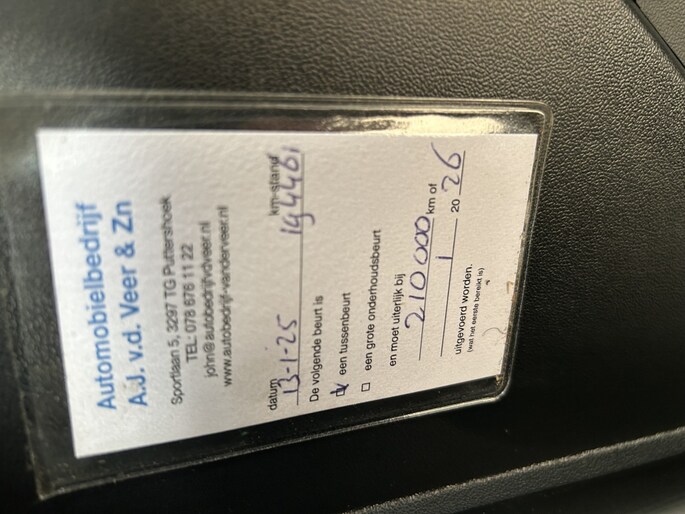 Automobielbedrijf
A.J. v.d. Veer & Zn
Sportlaan 5, 3297 TG Puttershoek
TEL: 078 676 11 22
john@autobedrijfvdveer.nl
www.autobedrijf-vanderveer.nl
datum km-stand
13-1-25 194461
De volgende beurt is
een tussenbeurt
een grote onderhoudsbeurt
en moet uiterlijk bij
210000 km of
1 20 26
uitgevoerd worden.
(wat het eerste bereikt is)